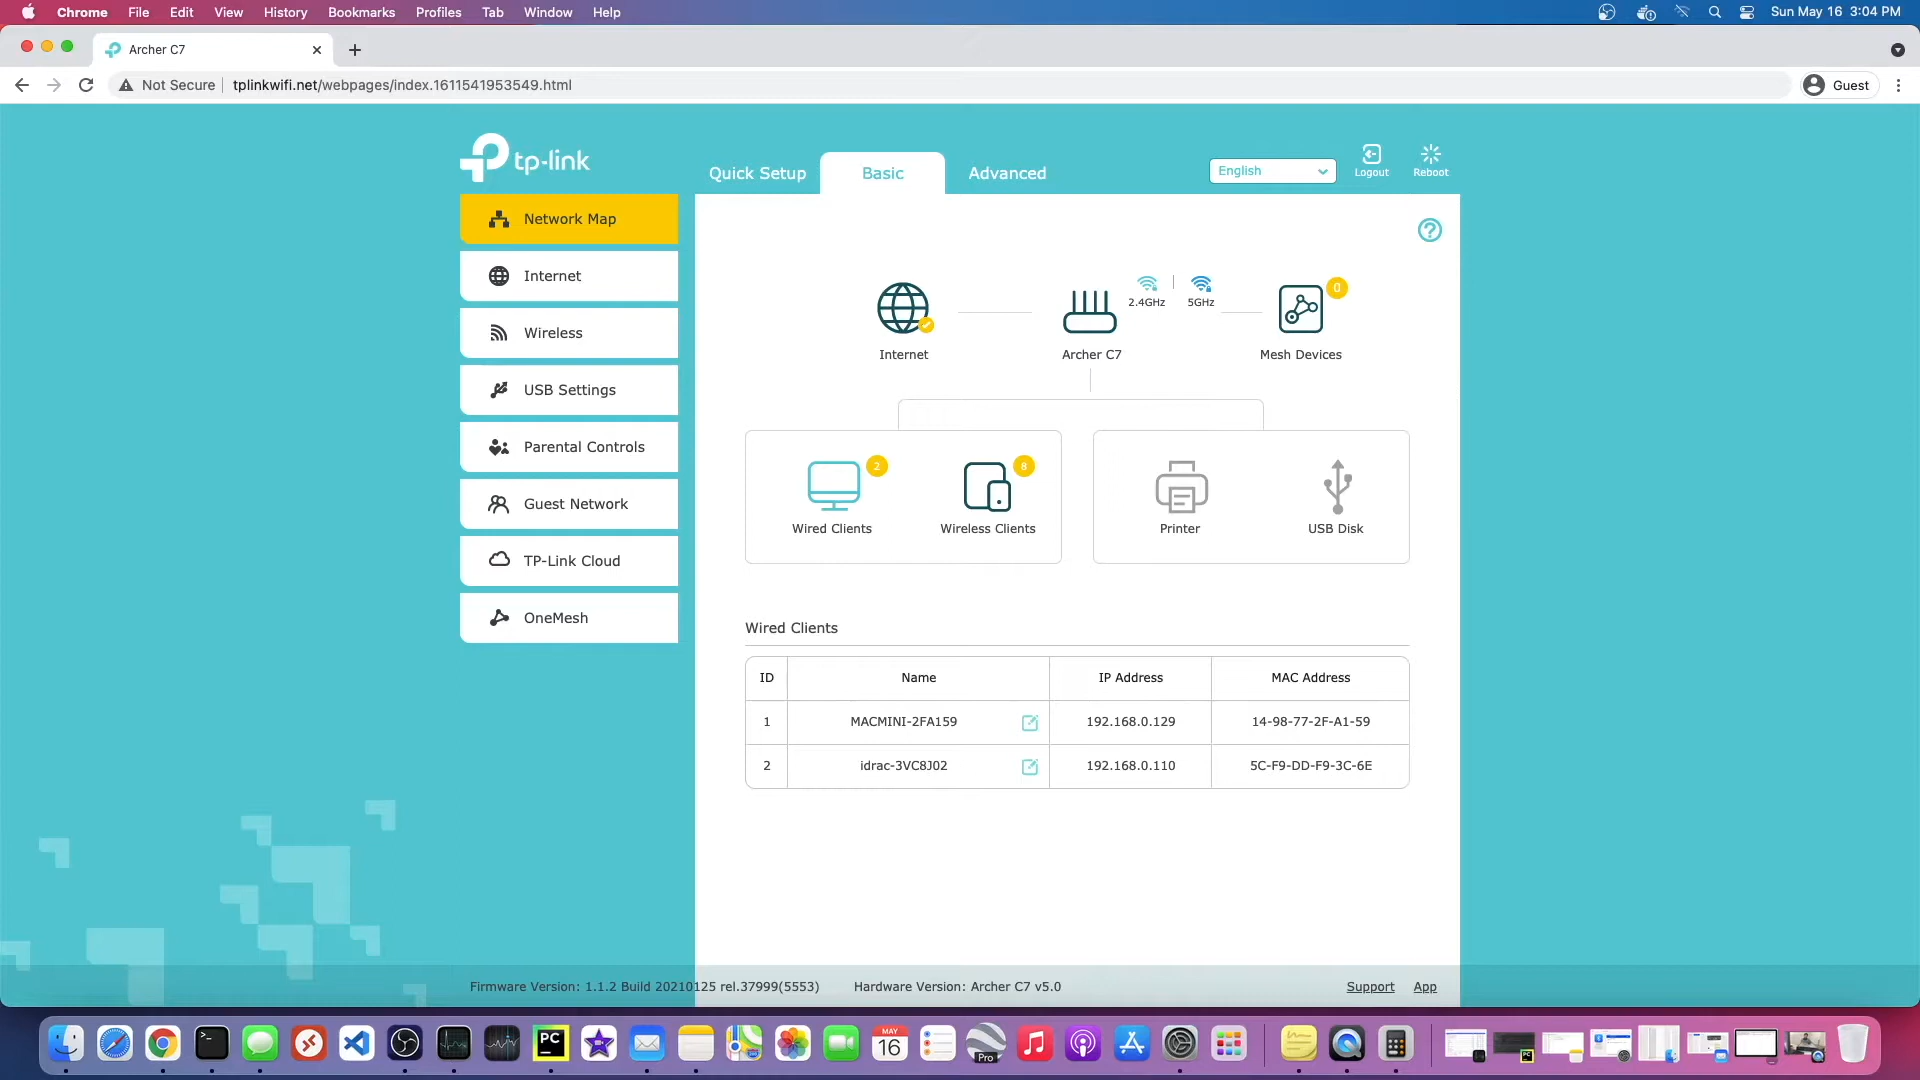 Chrome File Edit View History Bookmarks Profiles Tab Window Help Sun May 16 3:04 PM
Archer C7
Not Secure tplinkwifi.net/webpages/index.1611541953549.html Guest
tp-link
Quick Setup Basic Advanced English Logout Reboot
Network Map
Internet
Wireless
USB Settings
Parental Controls
Guest Network
TP-Link Cloud
OneMesh
?
2.4GHz 5GHz 0
Internet Archer C7 Mesh Devices
2 8
Wired Clients Wireless Clients Printer USB Disk
Wired Clients
ID Name IP Address MAC Address
1 MACMINI-2FA159 192.168.0.129 14-98-77-2F-A1-59
2 idrac-3VC8J02 192.168.0.110 5C-F9-DD-F9-3C-6E
Firmware Version: 1.1.2 Build 20210125 rel.37999(5553) Hardware Version: Archer C7 v5.0 Support App
PC MAY 16 Pro